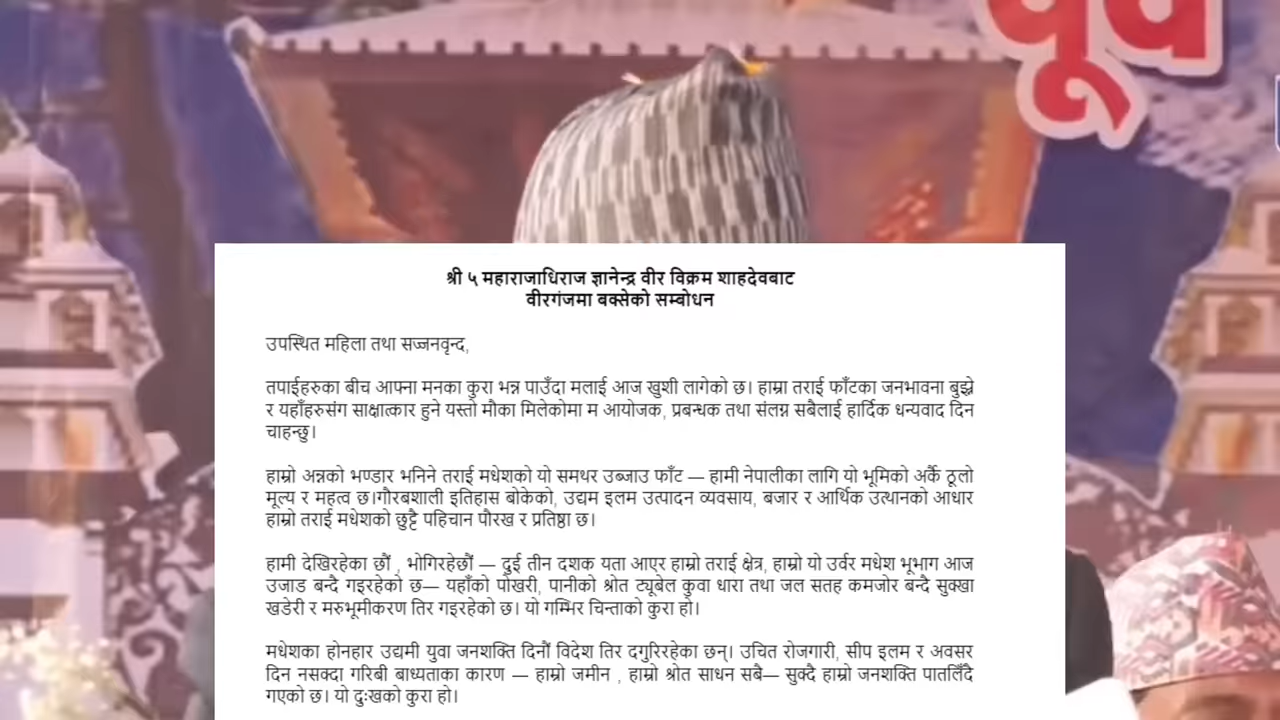 पूर्व
श्री ५ महाराजाधिराज ज्ञानेन्द्र वीर विक्रम शाहदेवबाट
वीरगंजमा बक्सेको सम्बोधन
उपस्थित महिला तथा सज्जनवृन्द,
तपाईहरुका बीच आफ्ना मनका कुरा भन्न पाउँदा मलाई आज खुशी लागेको छ। हाम्रा तराई फाँटका जनभावना बुझ्ने
र यहाँहरुसंग साक्षात्कार हुने यस्तो मौका मिलेकोमा म आयोजक, प्रबन्धक तथा संलग्न सबैलाई हार्दिक धन्यवाद दिन
चाहन्छु।
हाम्रो अन्नको भण्डार भनिने तराई मधेशको यो समथर उब्जाउ फाँट — हामी नेपालीका लागि यो भूमिको अर्कै ठूलो
मूल्य र महत्व छ।गौरबशाली इतिहास बोकेको, उद्यम इलम उत्पादन व्यवसाय, बजार र आर्थिक उत्थानको आधार
हाम्रो तराई मधेशको छुट्टै पहिचान पौरख र प्रतिष्ठा छ।
हामी देखिरहेका छौं , भोगिरहेछौं — दुई तीन दशक यता आएर हाम्रो तराई क्षेत्र, हाम्रो यो उर्वर मधेश भूभाग आज
उजाड बन्दै गइरहेको छ— यहाँको पोखरी, पानीको श्रोत ट्यूबेल कुवा धारा तथा जल सतह कमजोर बन्दै सुक्खा
खडेरी र मरुभूमीकरण तिर गइरहेको छ। यो गम्भिर चिन्ताको कुरा हो।
मधेशका होनहार उद्यमी युवा जनशक्ति दिनौं विदेश तिर दगुरिरहेका छन्। उचित रोजगारी, सीप इलम र अवसर
दिन नसक्दा गरिबी बाध्यताका कारण — हाम्रो जमीन , हाम्रो श्रोत साधन सबै— सुक्दै हाम्रो जनशक्ति पातलिँदै
गएको छ। यो दुःखको कुरा हो।